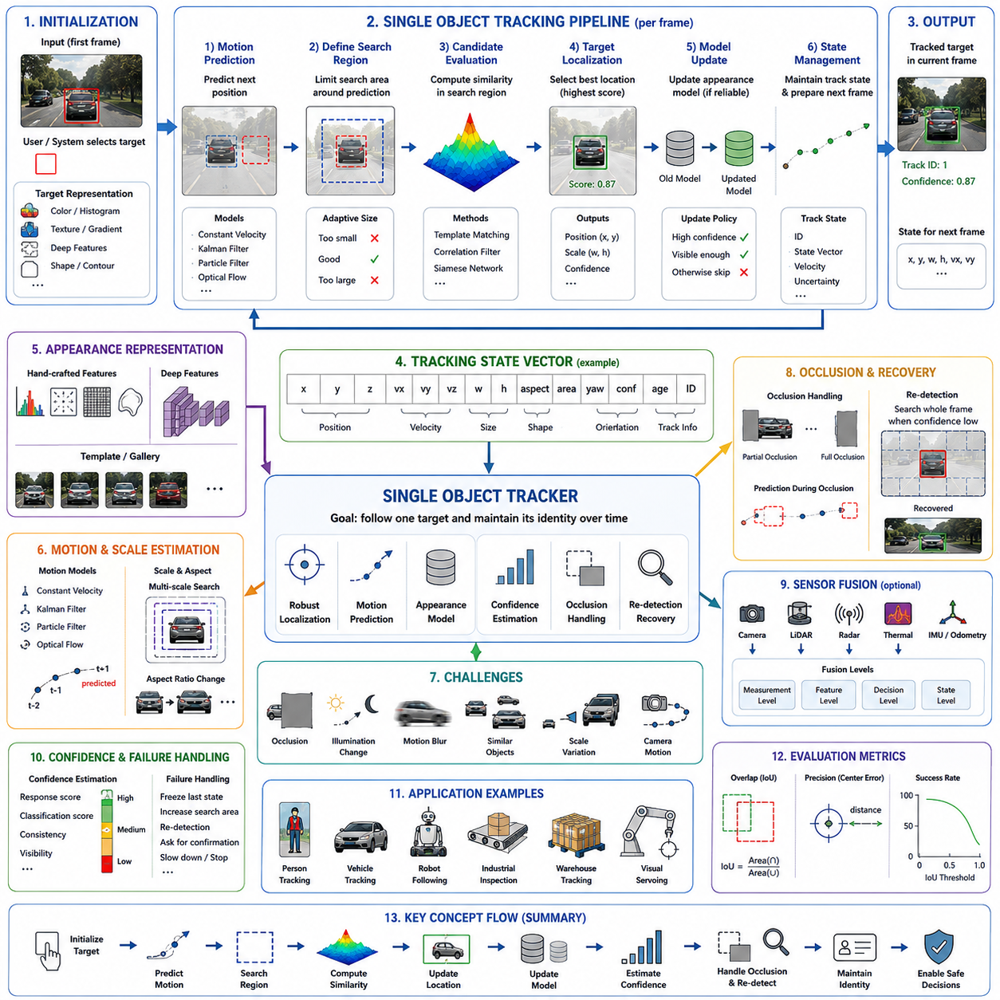 1. INITIALIZATION
Input (first frame)
User / System selects target
Target Representation
Color / Histogram
Texture / Gradient
Deep Features
Shape / Contour
...
2. SINGLE OBJECT TRACKING PIPELINE (per frame)
1) Motion
Prediction
Predict next
position
Models
Constant Velocity
Kalman Filter
Particle Filter
Optical Flow
...
2) Define Search
Region
Limit search area
around prediction
Adaptive Size
Too small
Good
Too large
3) Candidate
Evaluation
Compute similarity
in search region
Methods
Template Matching
Correlation Filter
Siamese Network
...
4) Target
Localization
Select best location
(highest score)
Score: 0.87
Outputs
Position (x, y)
Scale (w, h)
Confidence
...
5) Model
Update
Update appearance
model (if reliable)
Old Model
Updated
Model
Update Policy
High confidence
Visible enough
Otherwise skip
6) State
Management
Maintain track state
& prepare next frame
Track State
ID
State Vector
Velocity
Uncertainty
...
3. OUTPUT
Tracked target
in current frame
Track ID: 1
Confidence: 0.87
State for next frame
x, y, w, h, vx, vy
...
5. APPEARANCE REPRESENTATION
Hand-crafted Features
Deep Features
Template / Gallery
...
4. TRACKING STATE VECTOR (example)
x y z vx vy vz w h aspect area yaw conf age ID
Position Velocity Size Shape Orierlation Track Info
8. OCCLUSION & RECOVERY
Occlusion Handling
...
Partial Occlusion
Full Occlusion
Prediction During Occlusion
Re-detection
Search whole frame
when confidence low
Recovered
SINGLE OBJECT TRACKER
Goal: follow one target and maintain its identity over time
Robust
Localization
Motion
Prediction
Appearance
Model
Confidence
Estimation
Occlusion
Handling
Re-detection
Recovery
6. MOTION & SCALE ESTIMATION
Motion Models
Constant Velocity
Kalman Filter
Particle Filter
Optical Flow
t+1
predicted
t-1
t-2
Scale & Aspect
Multi-scale Search
Aspect Ratio Change
...
9. SENSOR FUSION (optional)
Camera
LiDAR
Radar
Thermal
IMU / Odometry
Fusion Levels
Measurement
Level
Feature
Level
Decision
Level
State
Level
7. CHALLENGES
Occlusion
Illumination
Change
Motion Blur
Similar
Objects
Scale
Variation
Camera
Motion
10. CONFIDENCE & FAILURE HANDLING
Confidence Estimation
Response score
Classification score
Consistency
Visibility
...
High
Medium
Low
Failure Handling
Freeze last state
Increase search area
Re-detection
Ask for confirmation
Slow down / Stop
...
11. APPLICATION EXAMPLES
Person
Tracking
Vehicle
Tracking
Robot
Following
Industrial
Inspection
Warehouse
Tracking
Visual
Servoing
12. EVALUATION METRICS
Overlap (IoU)
IoU = Area(∩)
Area(∪)
Precision (Center Error)
distance
Success Rate
100
50
0
0 0.5 1.0
IoU Threshold
13. KEY CONCEPT FLOW (SUMMARY)
Initialize
Target
Predict
Motion
Search
Region
Compute
Similarity
Update
Location
Update
Model
Estimate
Confidence
Handle Occlusion
& Re-detect
Maintain
Identity
Enable Safe
Decisions